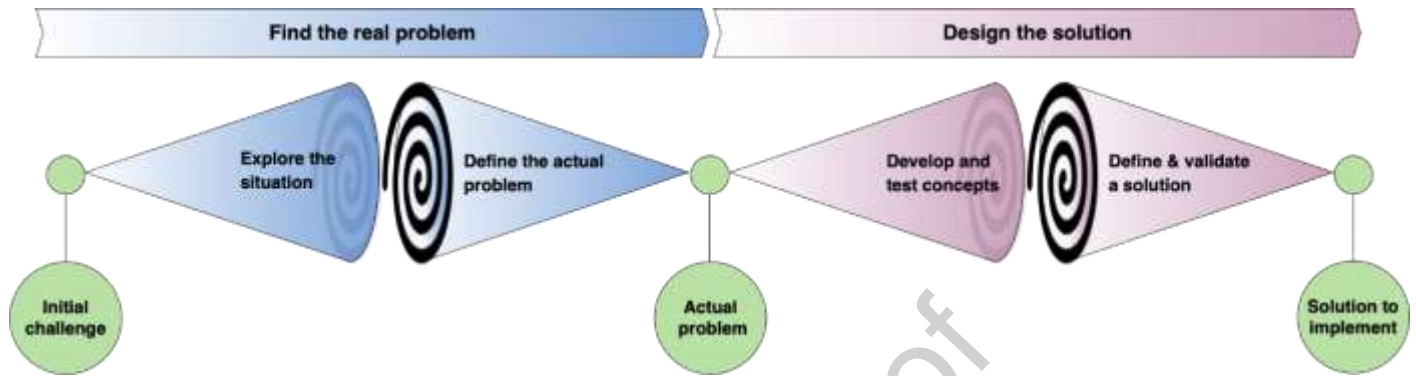 Find the real problem
Design the solution
Explore the
situation
Define the actual
problem
Develop and
test concepts
Define & validate
a solution
Initial
challenge
Actual
problem
Solution to
implement
of